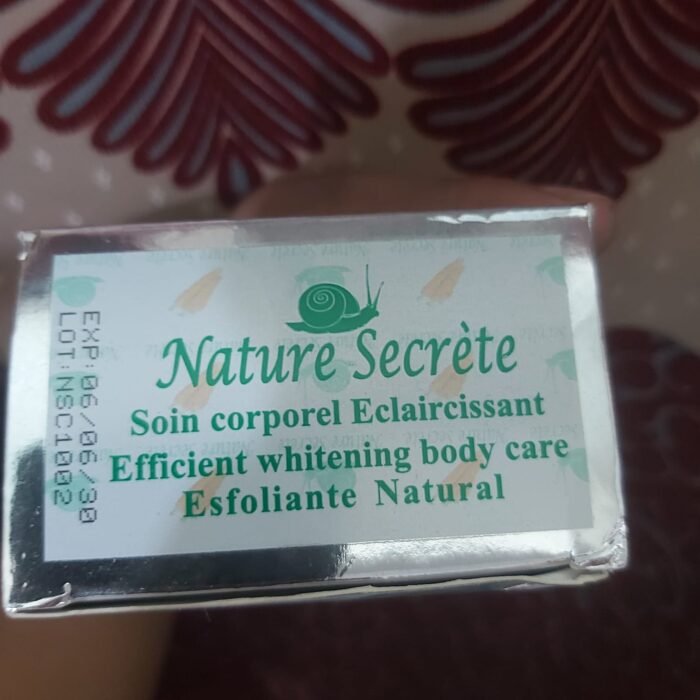 Nature Secrète
Soin corporel Eclaircissant
Efficient whitening body care
Esfoliante Natural
EXP:06/06/30
LOT:NSC1002